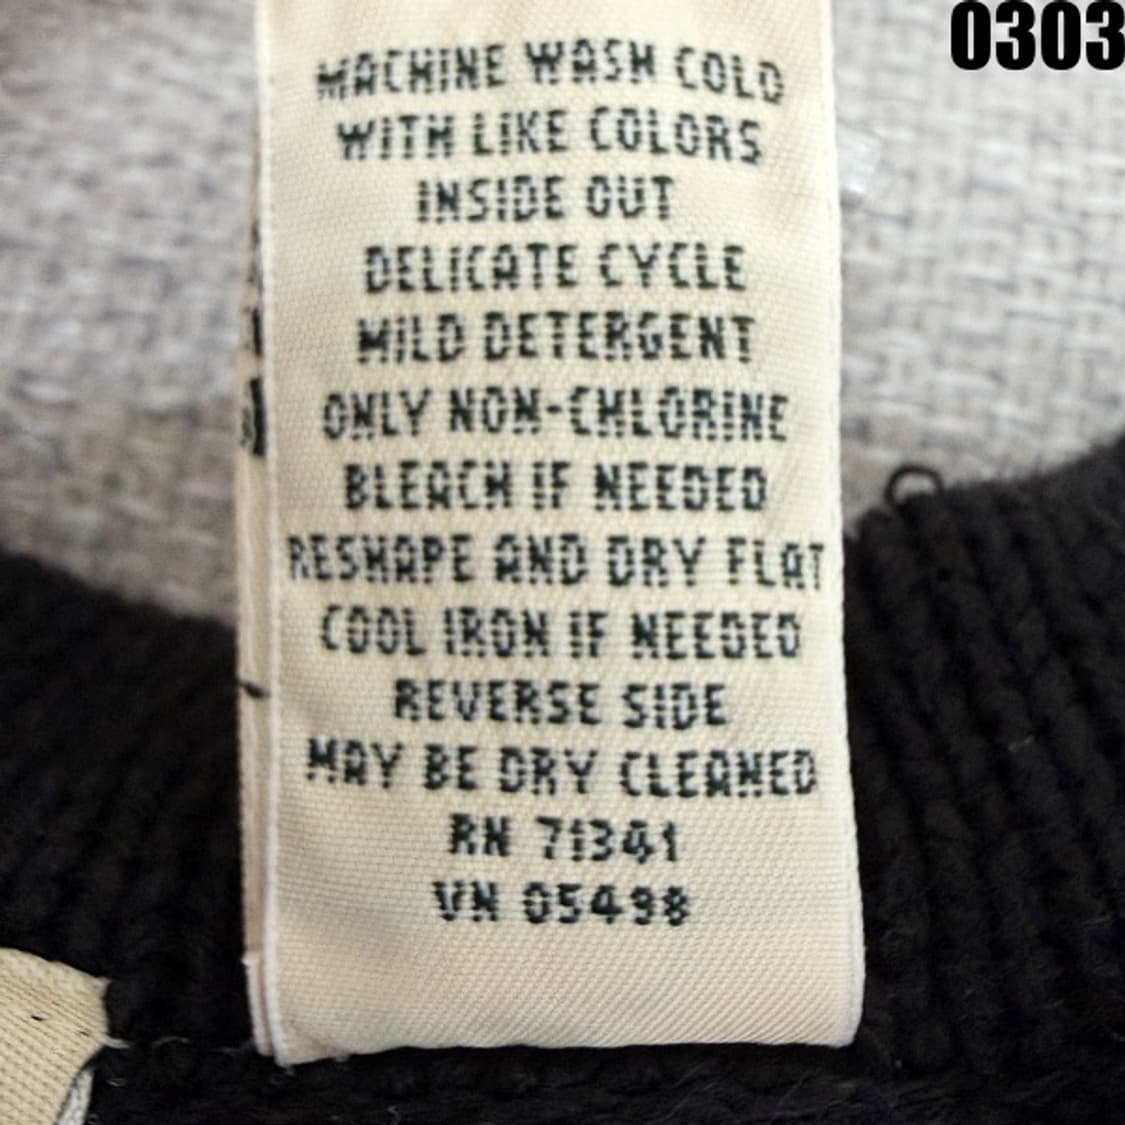 0303
MACHINE WASH COLD
WITH LIKE COLORS
INSIDE OUT
DELICATE CYCLE
MILD DETERGENT
ONLY NON-CHLORINE
BLEACH IF NEEDED
RESHAPE AND DRY FLAT
COOL IRON IF NEEDED
REVERSE SIDE
MAY BE DRY CLEANED
RN 71341
VN 05498